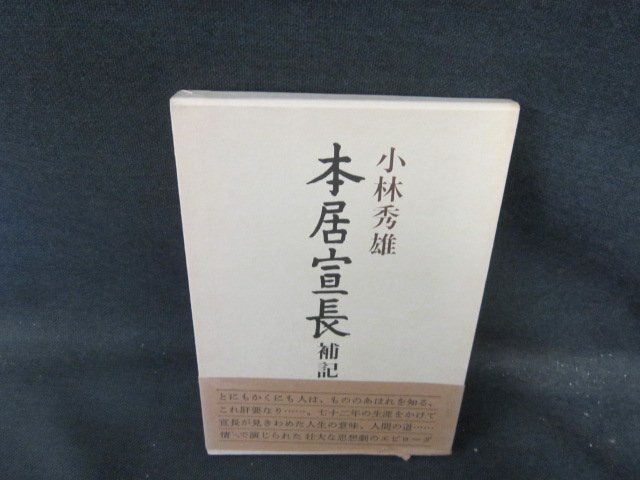 小林秀雄
本居宣長
補記
とにもかくにも人は、もののあはれを知る、
これ肝要なり……。七十二年の生涯をかけて
宣長が見きわめた人生の意味、人間の道……
情って演じられた壮大な思想劇のエピローグ